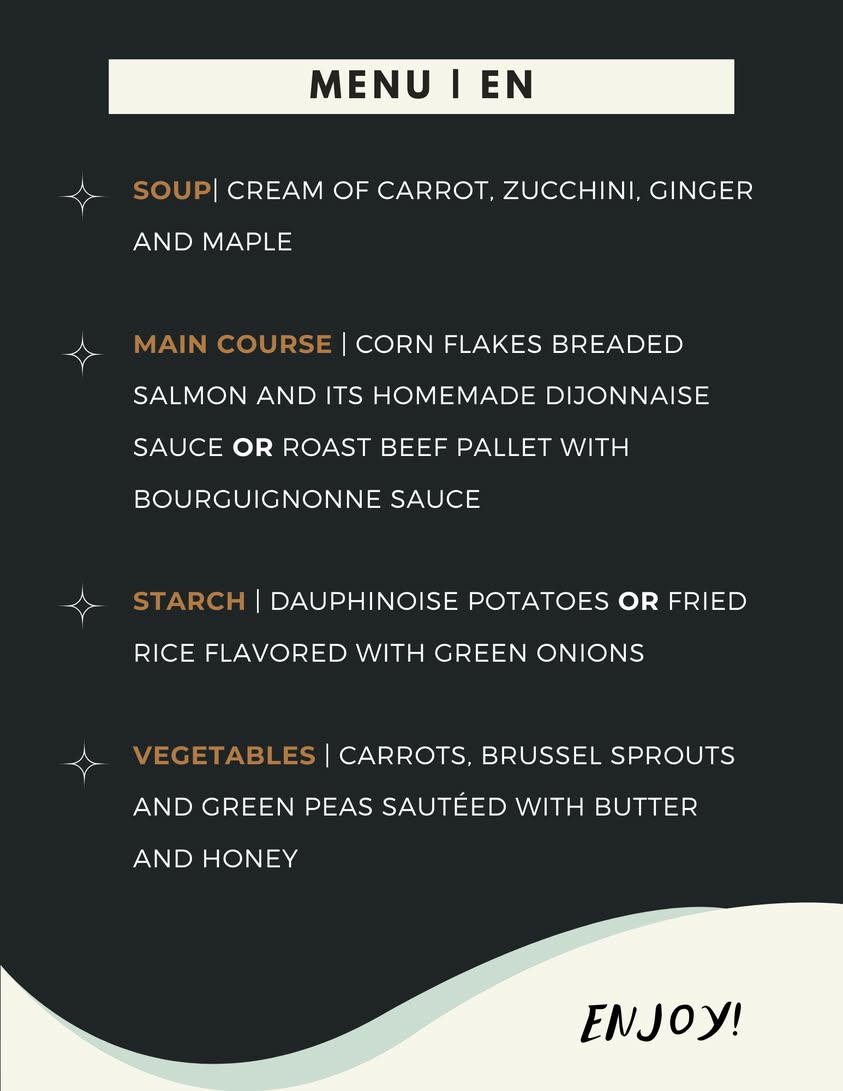 MENU | EN
SOUP| CREAM OF CARROT, ZUCCHINI, GINGER
AND MAPLE
MAIN COURSE | CORN FLAKES BREADED
SALMON AND ITS HOMEMADE DIJONNAISE
SAUCE OR ROAST BEEF PALLET WITH
BOURGUIGNONNE SAUCE
STARCH | DAUPHINOISE POTATOES OR FRIED
RICE FLAVORED WITH GREEN ONIONS
VEGETABLES | CARROTS, BRUSSEL SPROUTS
AND GREEN PEAS SAUTÉED WITH BUTTER
AND HONEY
ENJOY!